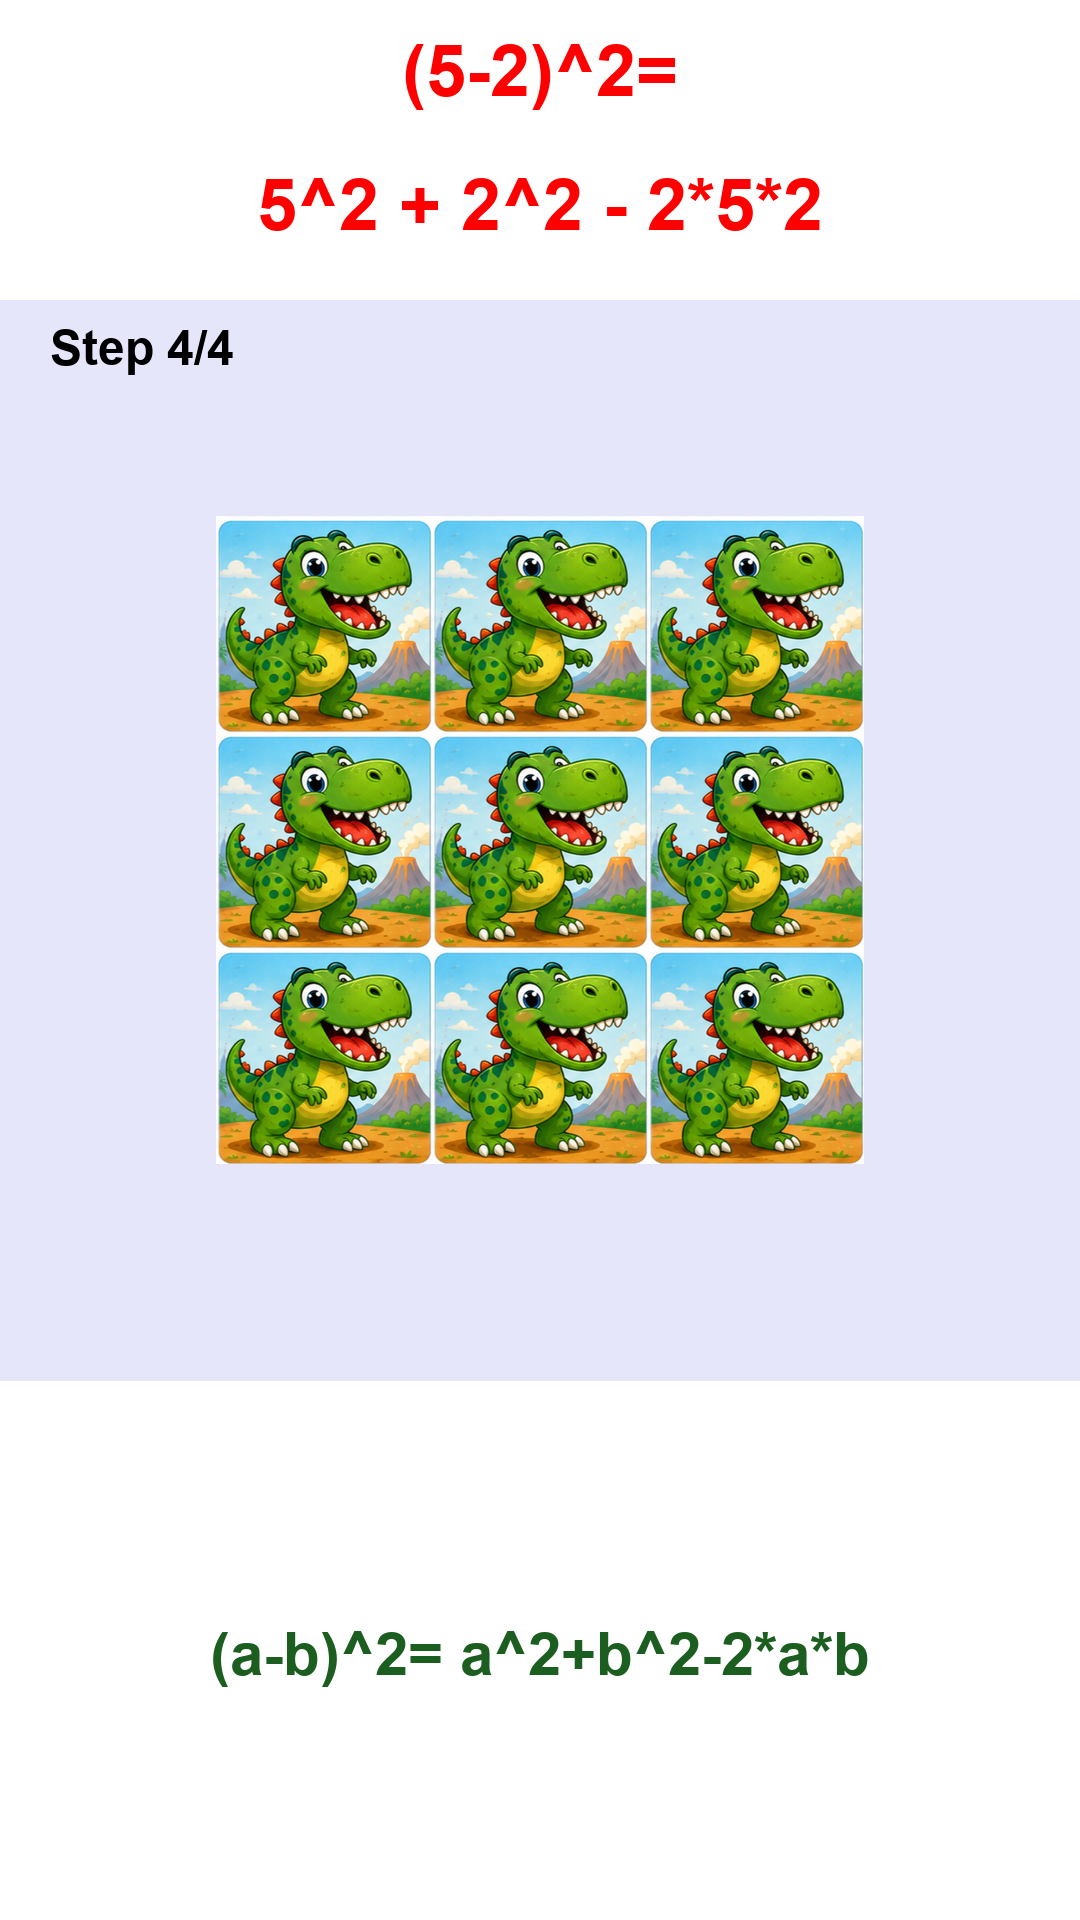 (5-2)^2=
5^2 + 2^2 - 2*5*2
Step 4/4
(a-b)^2= a^2+b^2-2*a*b